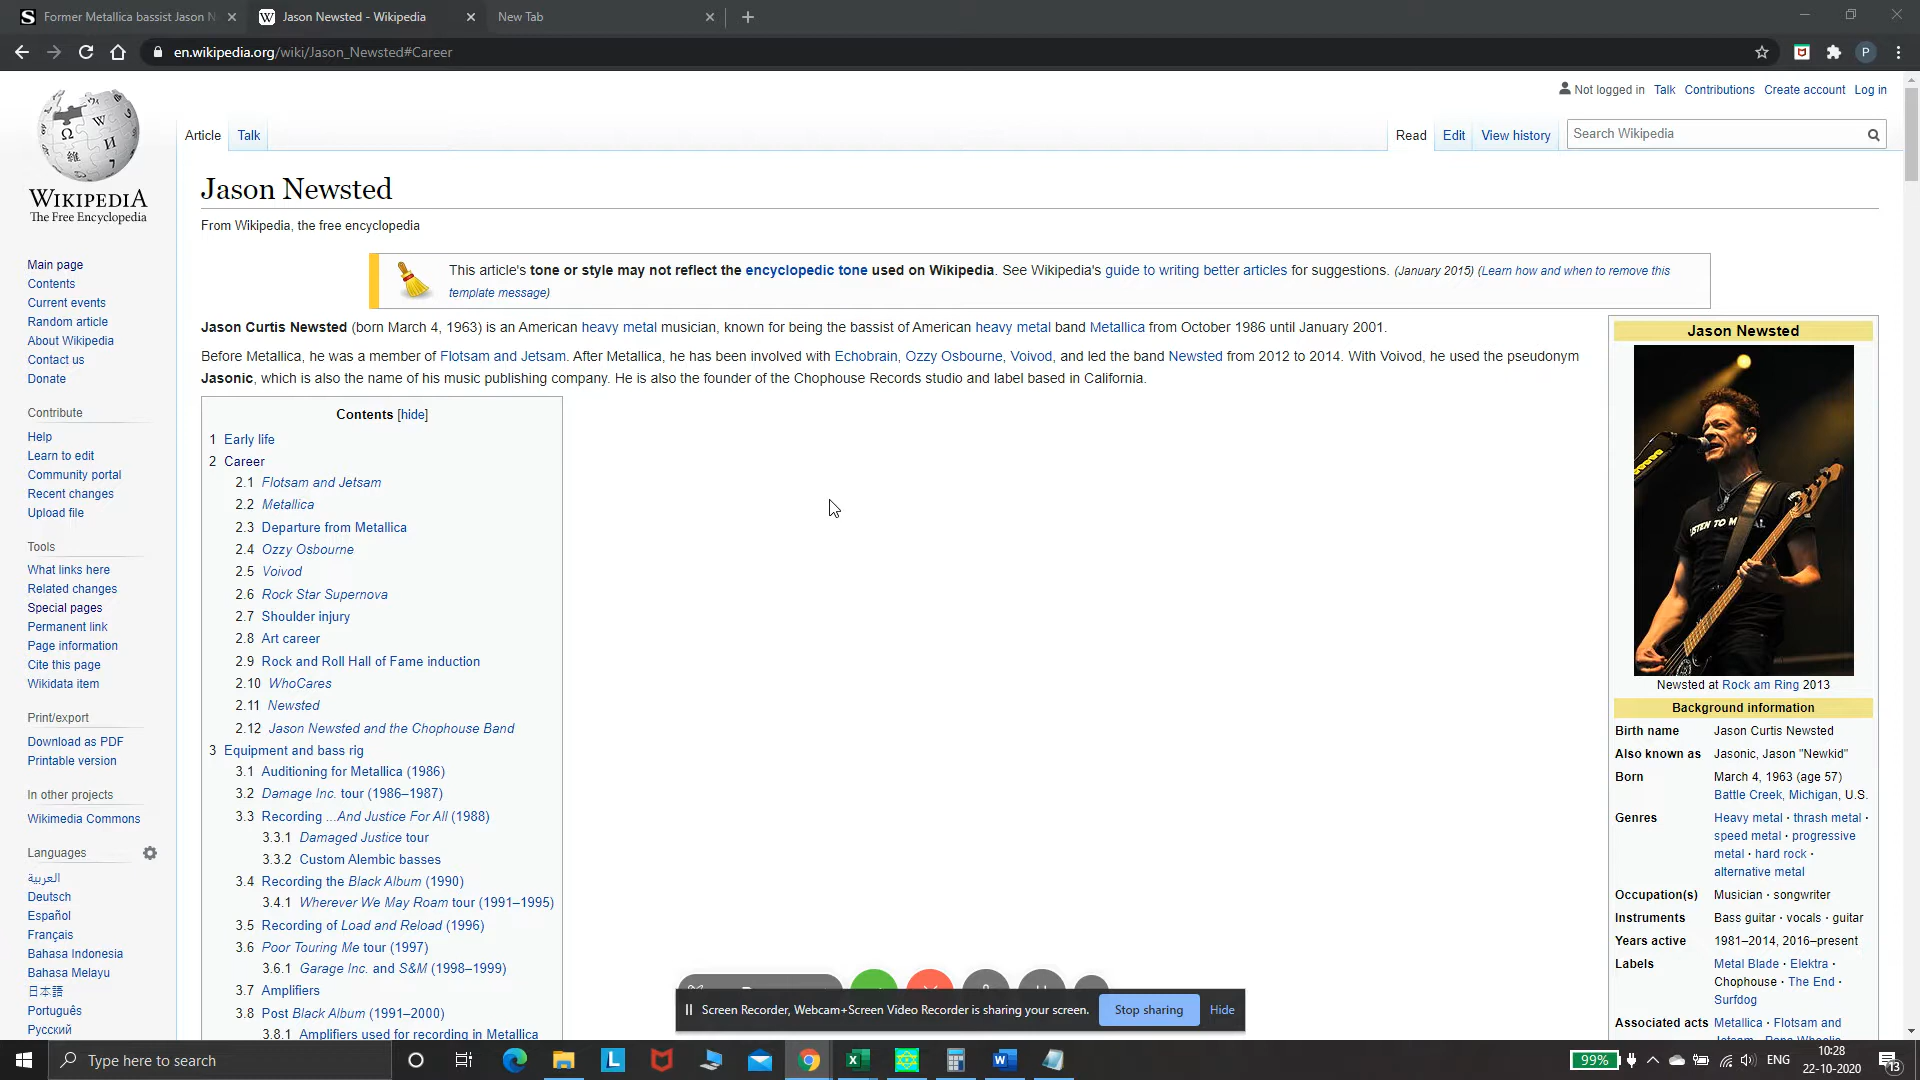 Former Metallica bassist Jason N
Jason Newsted - Wikipedia
New Tab
en.wikipedia.org/wiki/Jason_Newsted#Career
P
Not logged in Talk Contributions Create account Log in
Article Talk
Read Edit View history
Search Wikipedia
WIKIPEDIA
The Free Encyclopedia
Main page
Contents
Current events
Random article
About Wikipedia
Contact us
Donate
Contribute
Help
Learn to edit
Community portal
Recent changes
Upload file
Tools
What links here
Related changes
Special pages
Permanent link
Page information
Cite this page
Wikidata item
Print/export
Download as PDF
Printable version
In other projects
Wikimedia Commons
Languages
العربية
Deutsch
Español
Français
Bahasa Indonesia
Bahasa Melayu
日本語
Português
Русский
Jason Newsted
From Wikipedia, the free encyclopedia
This article's tone or style may not reflect the encyclopedic tone used on Wikipedia. See Wikipedia's guide to writing better articles for suggestions. (January 2015) (Learn how and when to remove this
template message)
Jason Curtis Newsted (born March 4, 1963) is an American heavy metal musician, known for being the bassist of American heavy metal band Metallica from October 1986 until January 2001.
Before Metallica, he was a member of Flotsam and Jetsam. After Metallica, he has been involved with Echobrain, Ozzy Osbourne, Voivod, and led the band Newsted from 2012 to 2014. With Voivod, he used the pseudonym
Jasonic, which is also the name of his music publishing company. He is also the founder of the Chophouse Records studio and label based in California.
Contents [hide]
1 Early life
2 Career
2.1 Flotsam and Jetsam
2.2 Metallica
2.3 Departure from Metallica
2.4 Ozzy Osbourne
2.5 Voivod
2.6 Rock Star Supernova
2.7 Shoulder injury
2.8 Art career
2.9 Rock and Roll Hall of Fame induction
2.10 WhoCares
2.11 Newsted
2.12 Jason Newsted and the Chophouse Band
3 Equipment and bass rig
3.1 Auditioning for Metallica (1986)
3.2 Damage Inc. tour (1986–1987)
3.3 Recording ...And Justice For All (1988)
3.3.1 Damaged Justice tour
3.3.2 Custom Alembic basses
3.4 Recording the Black Album (1990)
3.4.1 Wherever We May Roam tour (1991–1995)
3.5 Recording of Load and Reload (1996)
3.6 Poor Touring Me tour (1997)
3.6.1 Garage Inc. and S&M (1998–1999)
3.7 Amplifiers
3.8 Post Black Album (1991–2000)
3.8.1 Amplifiers used for recording in Metallica
Jason Newsted
Newsted at Rock am Ring 2013
Background information
Birth name Jason Curtis Newsted
Also known as Jasonic, Jason "Newkid"
Born March 4, 1963 (age 57)
Battle Creek, Michigan, U.S.
Genres Heavy metal · thrash metal ·
speed metal · progressive
metal · hard rock ·
alternative metal
Occupation(s) Musician · songwriter
Instruments Bass guitar · vocals · guitar
Years active 1981–2014, 2016–present
Labels Metal Blade · Elektra ·
Chophouse · The End ·
Surfdog
Associated acts Metallica · Flotsam and
Screen Recorder, Webcam+Screen Video Recorder is sharing your screen. Stop sharing Hide
Type here to search
99%
ENG
10:28
22-10-2020
13